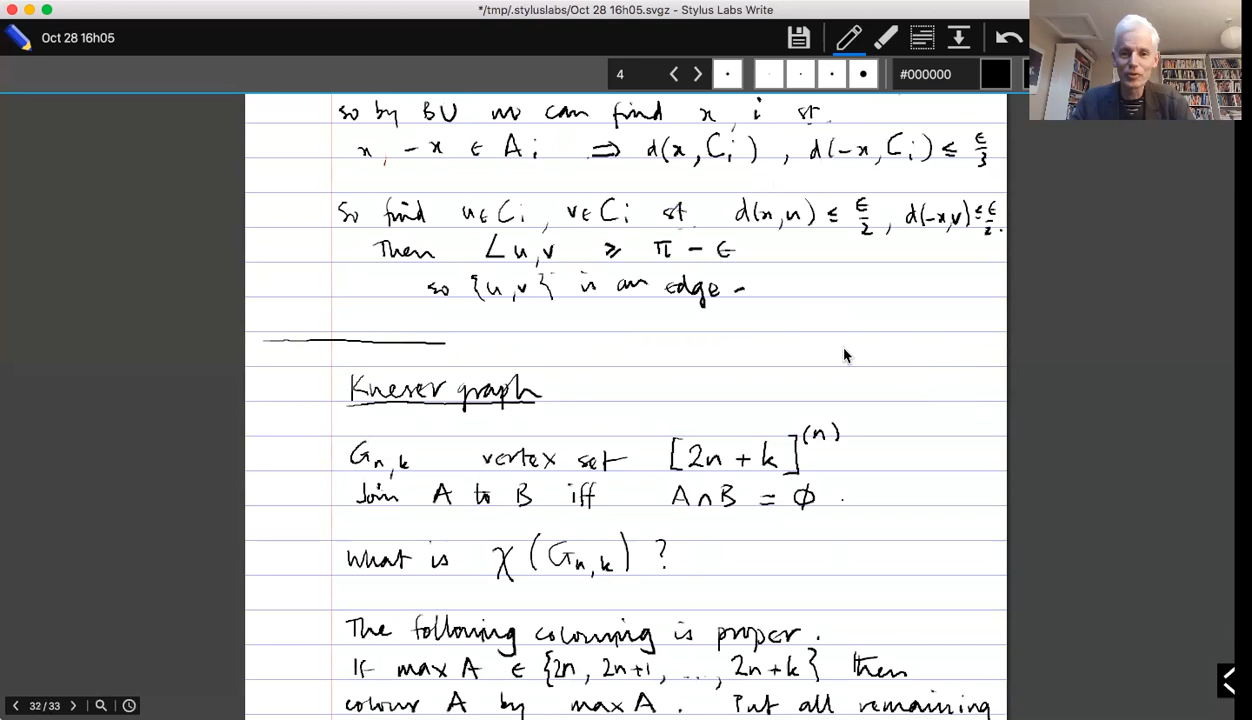 */tmp/.styluslabs/Oct 28 16h05.svgz - Stylus Labs Write
Oct 28 16h05
4
#000000
so by BU we can find x, i st.
x, -x ∈ A_i ⇒ d(x, C_i), d(-x, C_i) ≤ ε/3
So find u∈C_i, v∈C_i st d(x,u) ≤ ε/2, d(-x,v) ≤ ε/2.
Then ∠u,v ≥ π - ε
so {u,v} is an edge -
Kneser graph
G_{n,k} vertex set [2n + k]^{(n)}
Join A to B iff A∩B = ∅.
What is χ(G_{n,k})?
The following colouring is proper.
If max A ∈ {2n, 2n+1, ..., 2n+k} then
colour A by max A. Put all remaining
32/33